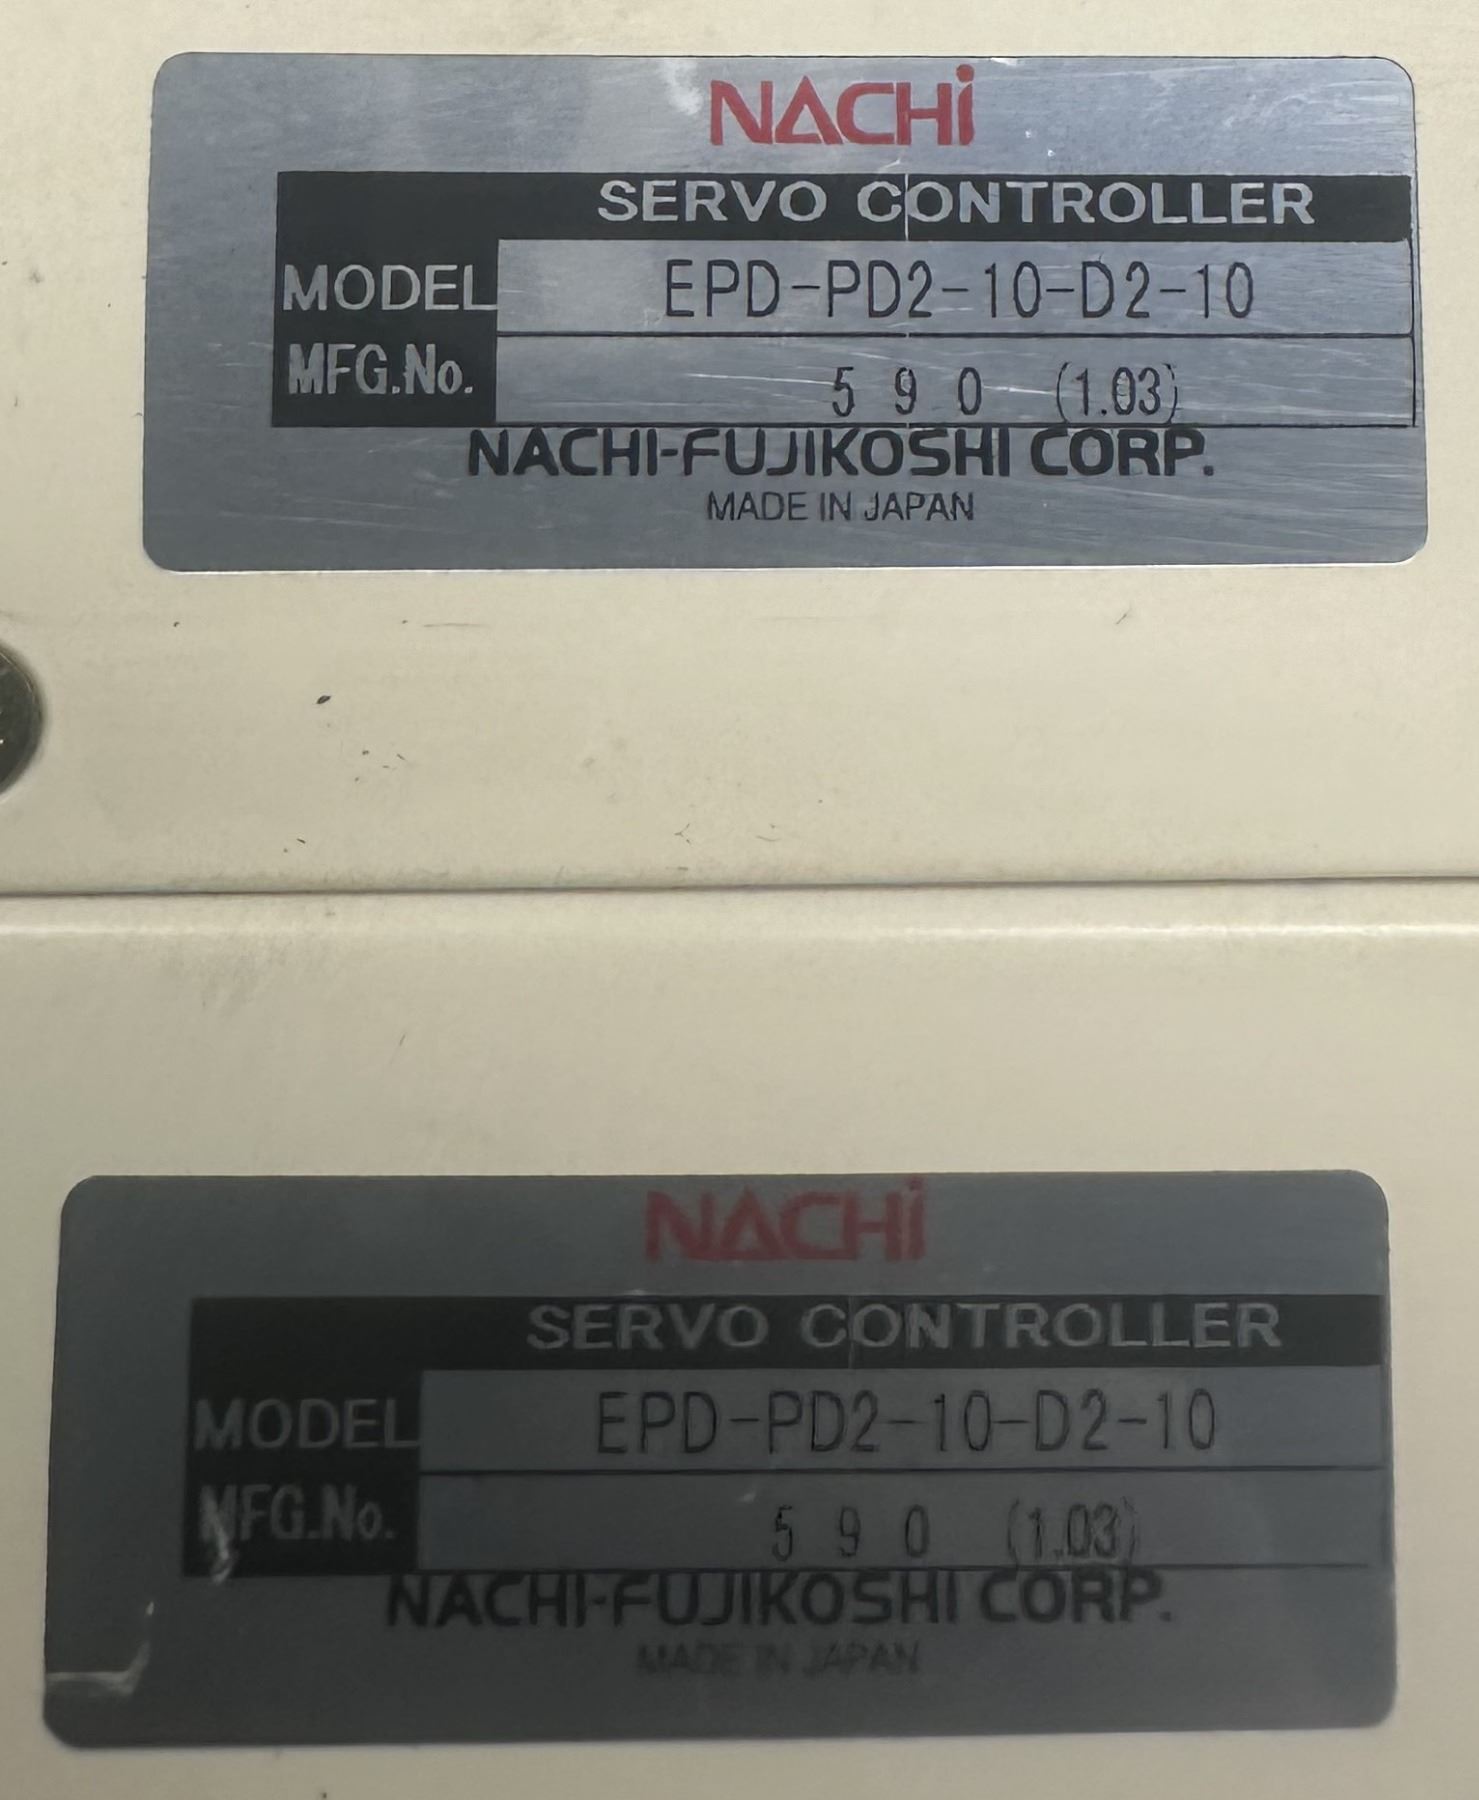 NACHi
SERVO CONTROLLER
MODEL EPD-PD2-10-D2-10
MFG.No. 5 9 0 (1.03)
NACHI-FUJIKOSHI CORP.
MADE IN JAPAN
NACHi
SERVO CONTROLLER
MODEL EPD-PD2-10-D2-10
MFG.No. 5 9 0 (1.03)
NACHI-FUJIKOSHI CORP.
MADE IN JAPAN